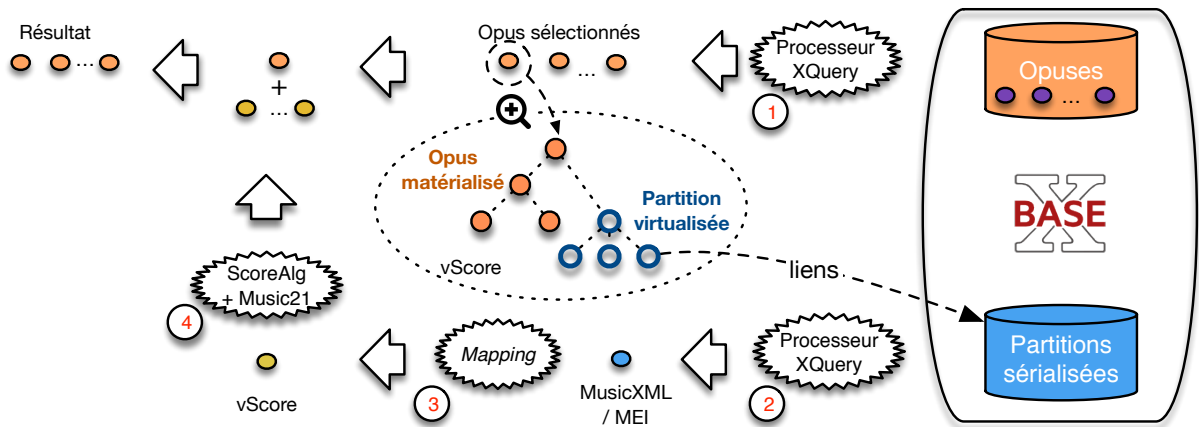 Résultat
...
+
...
Opus sélectionnés
...
Processeur
XQuery
1
Opuses
...
Opus
matérialisé
Partition
virtualisée
vScore
X
BASE
liens
ScoreAlg
+ Music21
4
vScore
Mapping
3
MusicXML
/ MEI
Processeur
XQuery
2
Partitions
sérialisées